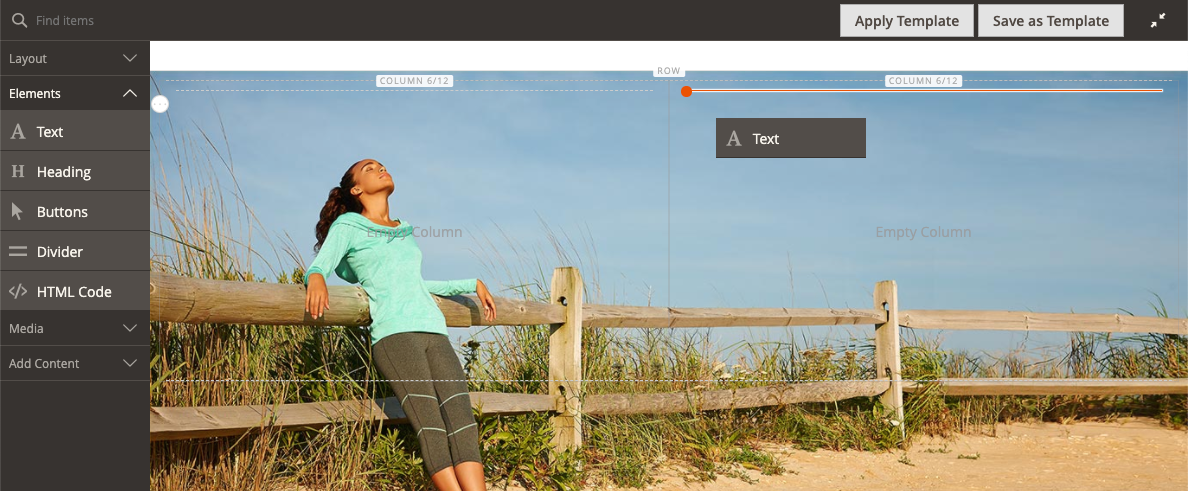 Find items
Apply Template
Save as Template
Layout
Elements
Text
Heading
Buttons
Divider
HTML Code
Media
Add Content
ROW
COLUMN 6/12
COLUMN 6/12
Text
Empty Column
Empty Column